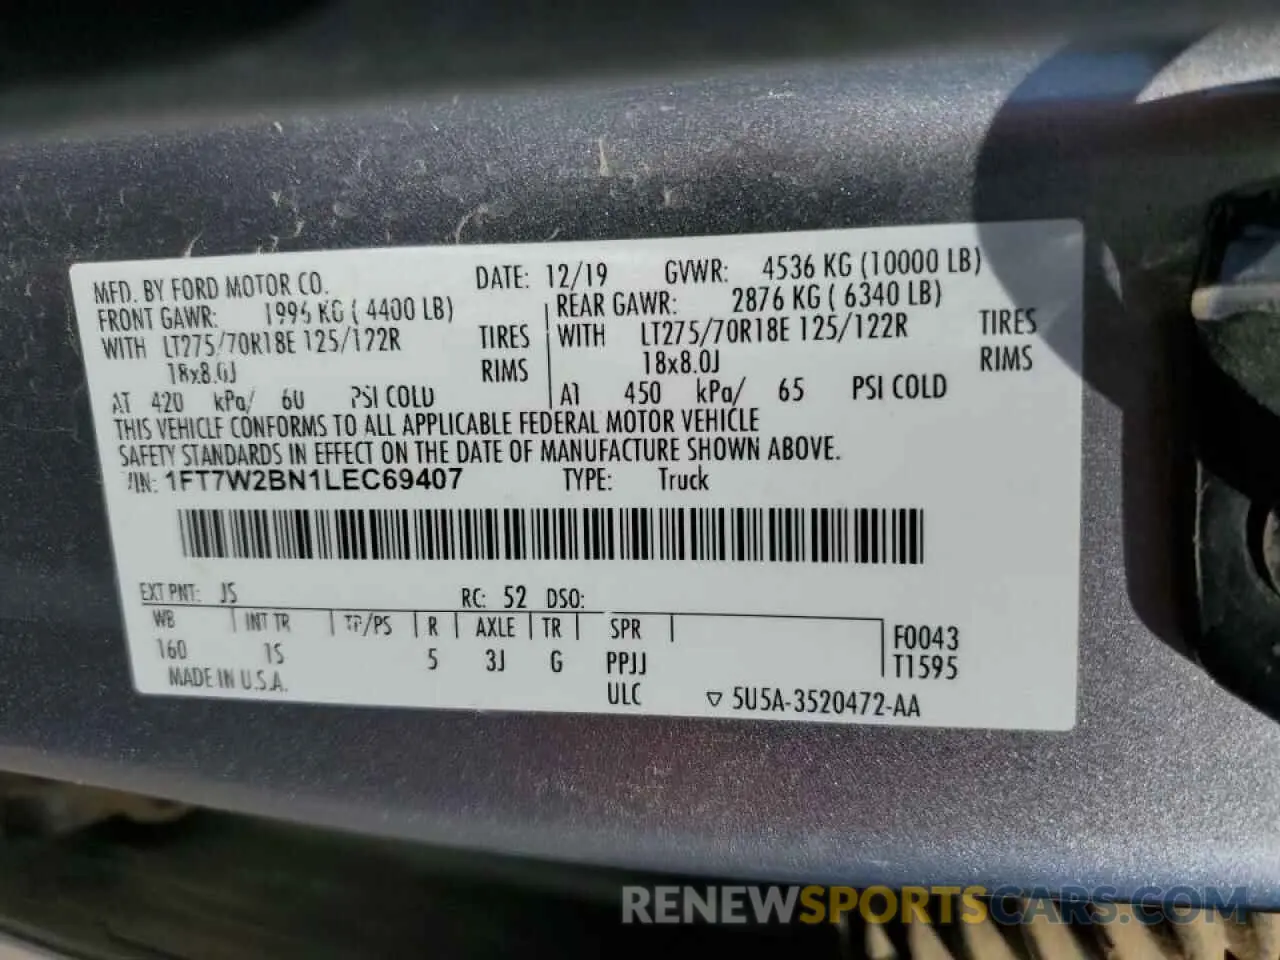 MFD. BY FORD MOTOR CO. DATE: 12/19 GVWR: 4536 KG (10000 LB)
FRONT GAWR: 1996 KG ( 4400 LB) REAR GAWR: 2876 KG ( 6340 LB)
WITH LT275/70R18E 125/122R TIRES WITH LT275/70R18E 125/122R TIRES
18x8.0J RIMS 18x8.0J RIMS
AT 420 kPa/ 60 PSI COLD AT 450 kPa/ 65 PSI COLD
THIS VEHICLE CONFORMS TO ALL APPLICABLE FEDERAL MOTOR VEHICLE
SAFETY STANDARDS IN EFFECT ON THE DATE OF MANUFACTURE SHOWN ABOVE.
VIN: 1FT7W2BN1LEC69407 TYPE: Truck
EXT PNT: JS RC: 52 DSO:
WB INT TR TP/PS R AXLE TR SPR F0043
160 1S 5 3J G PPJJ T1595
MADE IN U.S.A. ULC ▽ 5U5A-3520472-AA
RENEWSPORTSCARS.COM